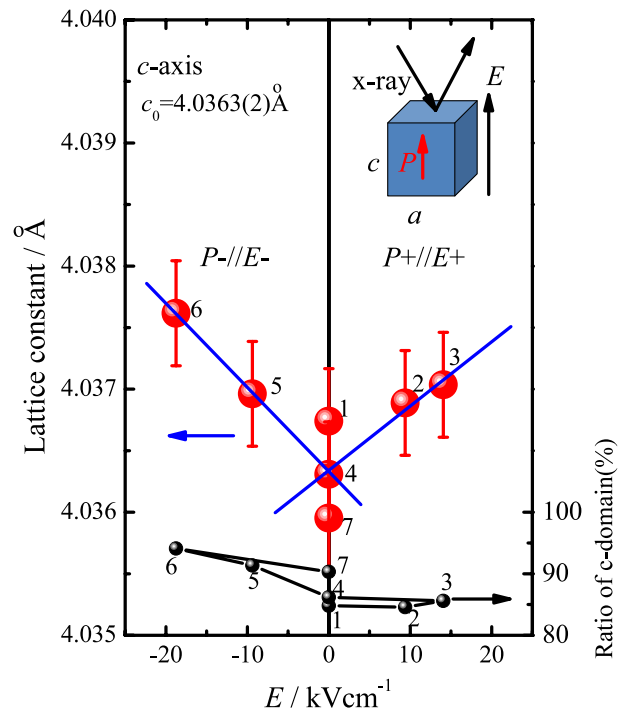 4.040
4.039
4.038
4.037
4.036
4.035
Lattice constant / Å
c-axis
c₀=4.0363(2)Å
x-ray
E
P
c
a
P-//E-
P+//E+
6
5
1
4
7
2
3
6
5
7
4
1
2
3
100
90
80
Ratio of c-domain(%)
-20 -10 0 10 20
E / kVcm⁻¹